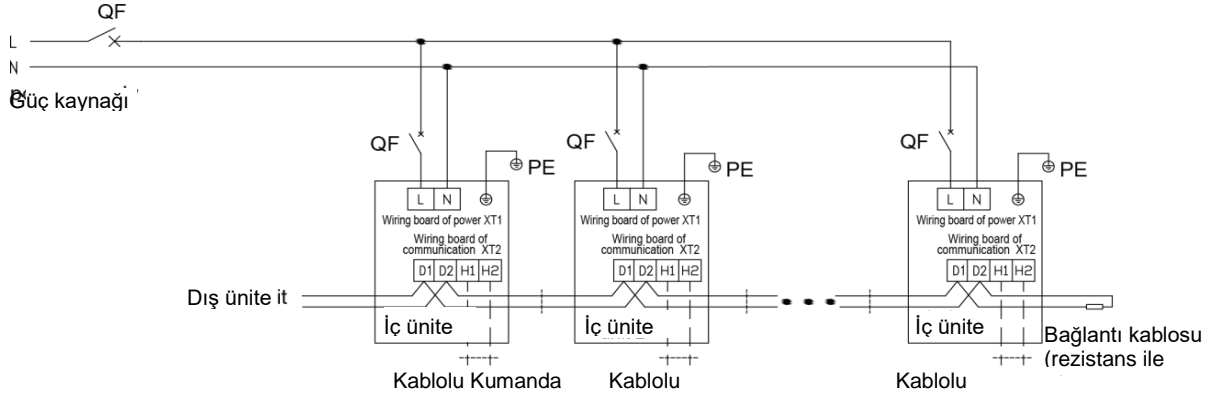 QF
L
N
Güç kaynağı
QF
PE
QF
PE
QF
PE
L N
L N
L N
Wiring board of power XT1
Wiring board of power XT1
Wiring board of power XT1
Wiring board of
communication XT2
Wiring board of
communication XT2
Wiring board of
communication XT2
D1 D2 H1 H2
D1 D2 H1 H2
D1 D2 H1 H2
Dış ünite it
İç ünite
İç ünite
İç ünite
Bağlantı kablosu
(rezistans ile
Kablolu Kumanda
Kablolu
Kablolu